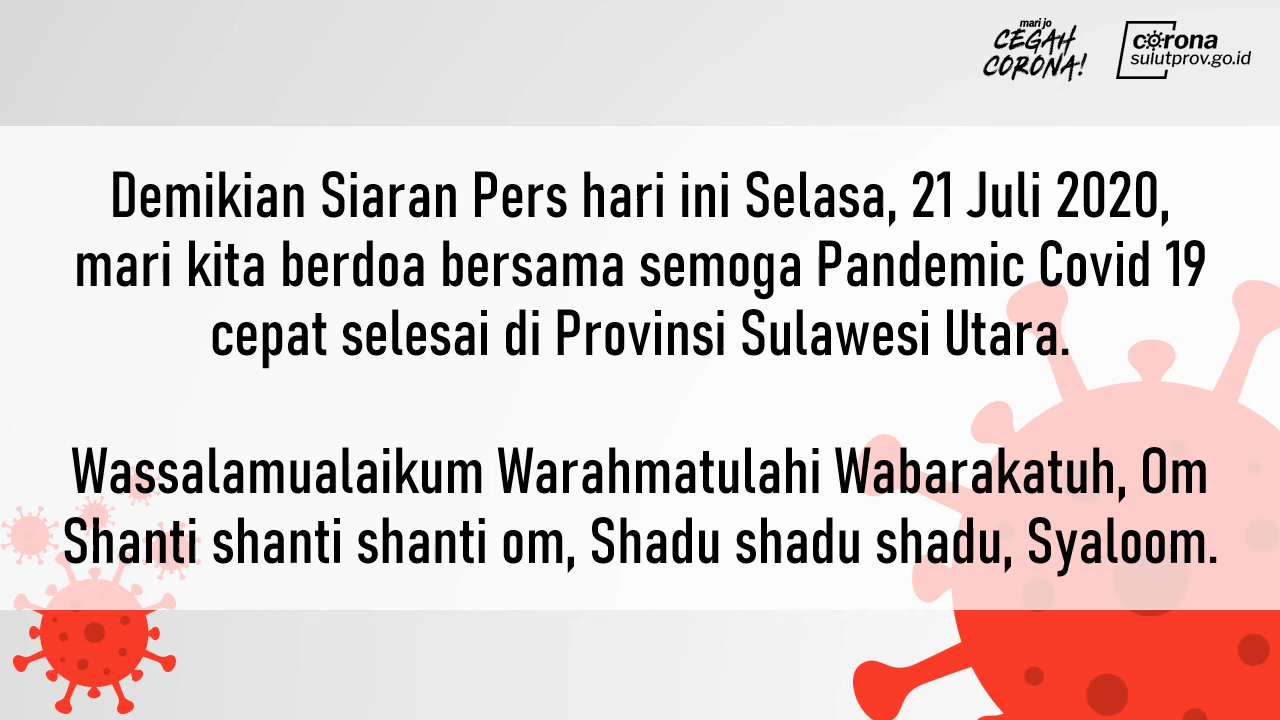 mari jo
CEGAH
CORONA!
corona
sulutprov.go.id
Demikian Siaran Pers hari ini Selasa, 21 Juli 2020,
mari kita berdoa bersama semoga Pandemic Covid 19
cepat selesai di Provinsi Sulawesi Utara.
Wassalamualaikum Warahmatulahi Wabarakatuh, Om
Shanti shanti shanti om, Shadu shadu shadu, Syaloom.